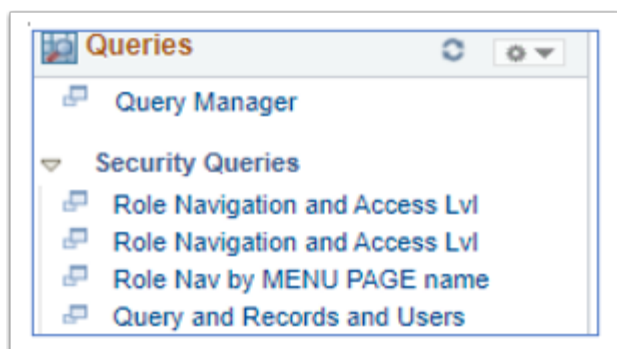 Queries
Query Manager
Security Queries
Role Navigation and Access Lvl
Role Navigation and Access Lvl
Role Nav by MENU PAGE name
Query and Records and Users